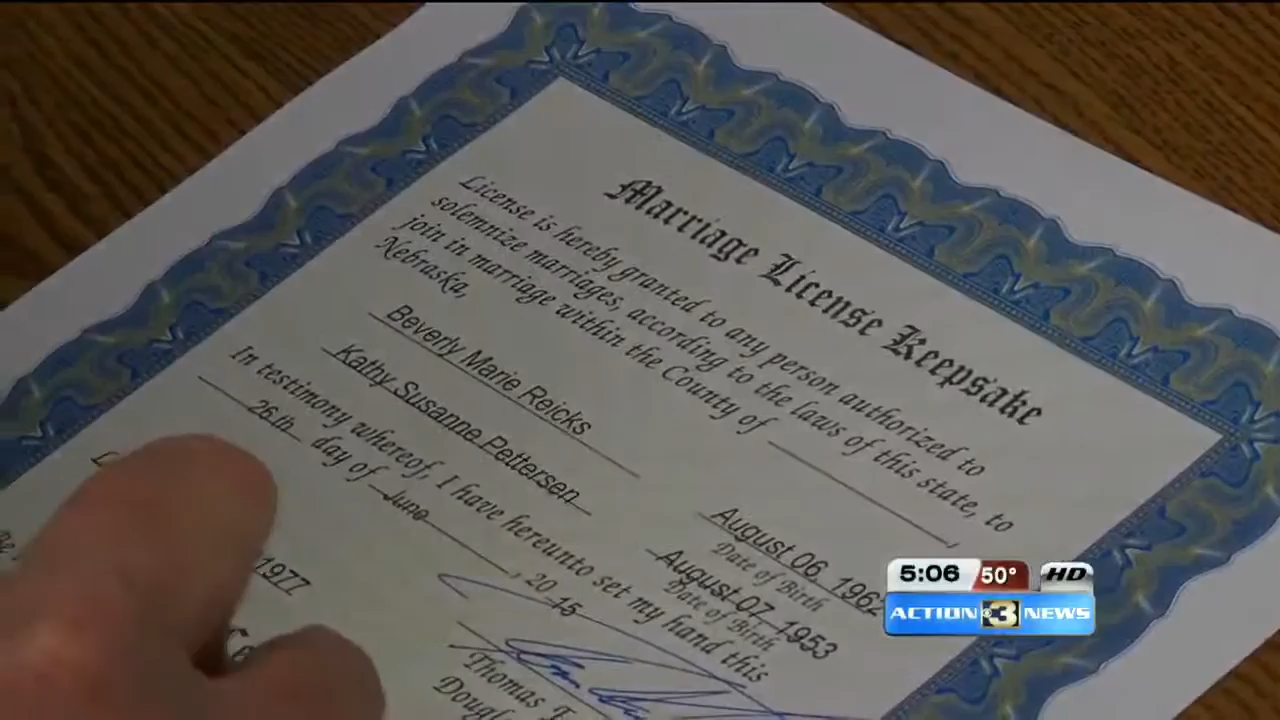 Marriage License Keepsake
License is hereby granted to any person authorized to
solemnize marriages, according to the laws of this state, to
join in marriage within the County of
Nebraska,
Beverly Marie Reicks
August 06, 1962
Date of Birth
Kathy Susanne Pettersen
August 07, 1953
Date of Birth
In testimony whereof, I have hereunto set my hand this
26th day of June, 20 15
Thomas F.
1977
5:06 50° HD
ACTION 3 NEWS